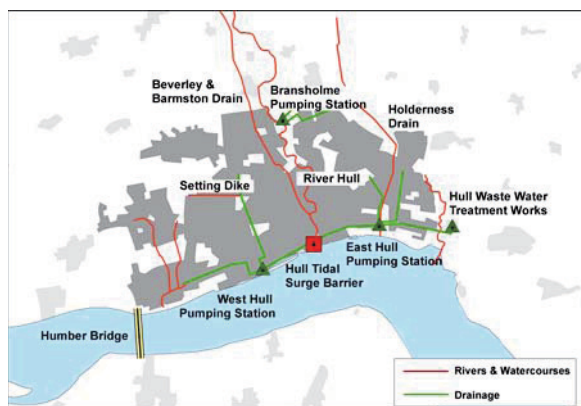 Beverley &
Barmston Drain
Bransholme
Pumping Station
Holderness
Drain
River Hull
Setting Dike
Hull Waste Water
Treatment Works
East Hull
Pumping Station
Hull Tidal
Surge Barrier
West Hull
Pumping Station
Humber Bridge
Rivers & Watercourses
Drainage